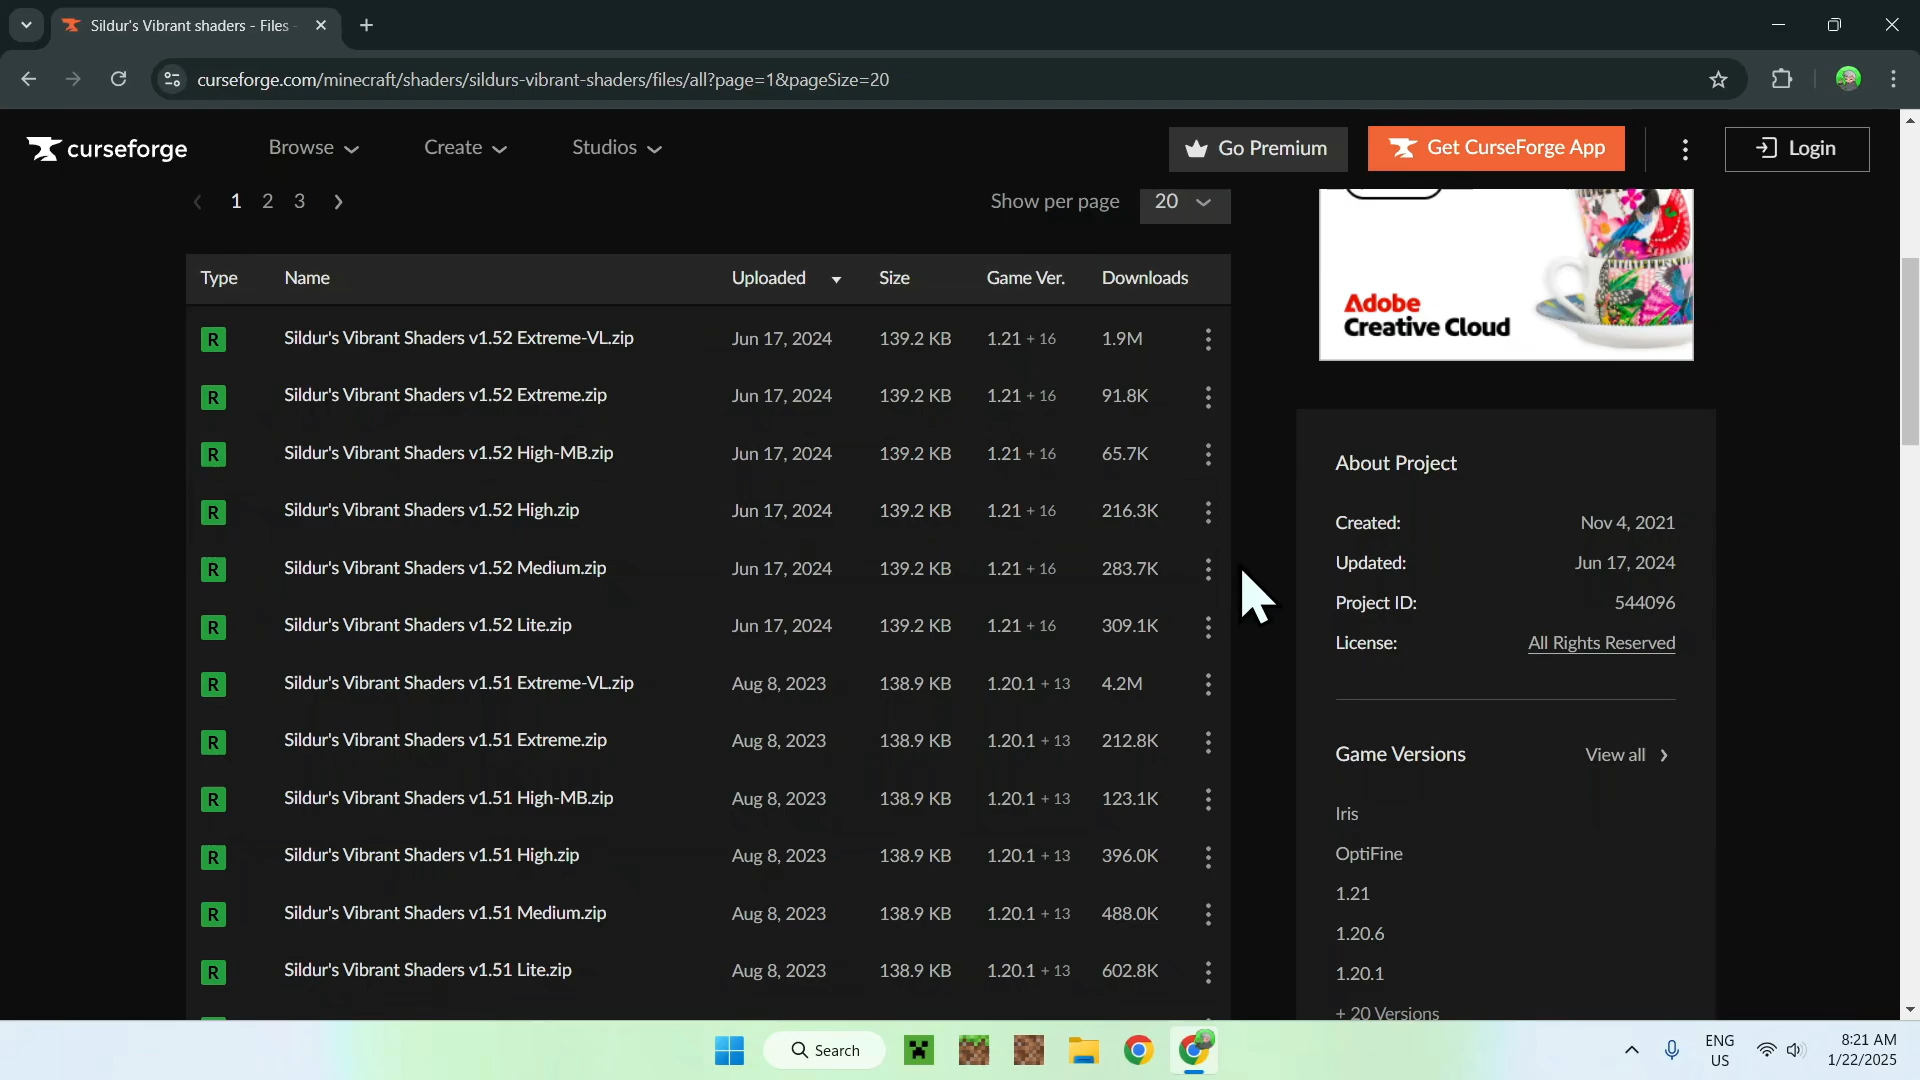 Sildur's Vibrant shaders - Files -
curseforge.com/minecraft/shaders/sildurs-vibrant-shaders/files/all?page=1&pageSize=20
curseforge Browse Create Studios Go Premium Get CurseForge App Login
1 2 3 Show per page 20
Type Name Uploaded Size Game Ver. Downloads
R Sildur's Vibrant Shaders v1.52 Extreme-VL.zip Jun 17, 2024 139.2 KB 1.21 + 16 1.9M
R Sildur's Vibrant Shaders v1.52 Extreme.zip Jun 17, 2024 139.2 KB 1.21 + 16 91.8K
R Sildur's Vibrant Shaders v1.52 High-MB.zip Jun 17, 2024 139.2 KB 1.21 + 16 65.7K
R Sildur's Vibrant Shaders v1.52 High.zip Jun 17, 2024 139.2 KB 1.21 + 16 216.3K
R Sildur's Vibrant Shaders v1.52 Medium.zip Jun 17, 2024 139.2 KB 1.21 + 16 283.7K
R Sildur's Vibrant Shaders v1.52 Lite.zip Jun 17, 2024 139.2 KB 1.21 + 16 309.1K
R Sildur's Vibrant Shaders v1.51 Extreme-VL.zip Aug 8, 2023 138.9 KB 1.20.1 + 13 4.2M
R Sildur's Vibrant Shaders v1.51 Extreme.zip Aug 8, 2023 138.9 KB 1.20.1 + 13 212.8K
R Sildur's Vibrant Shaders v1.51 High-MB.zip Aug 8, 2023 138.9 KB 1.20.1 + 13 123.1K
R Sildur's Vibrant Shaders v1.51 High.zip Aug 8, 2023 138.9 KB 1.20.1 + 13 396.0K
R Sildur's Vibrant Shaders v1.51 Medium.zip Aug 8, 2023 138.9 KB 1.20.1 + 13 488.0K
R Sildur's Vibrant Shaders v1.51 Lite.zip Aug 8, 2023 138.9 KB 1.20.1 + 13 602.8K
Adobe
Creative Cloud
About Project
Created: Nov 4, 2021
Updated: Jun 17, 2024
Project ID: 544096
License: All Rights Reserved
Game Versions View all
Iris
OptiFine
1.21
1.20.6
1.20.1
+ 20 Versions
Search
ENG
US
8:21 AM
1/22/2025